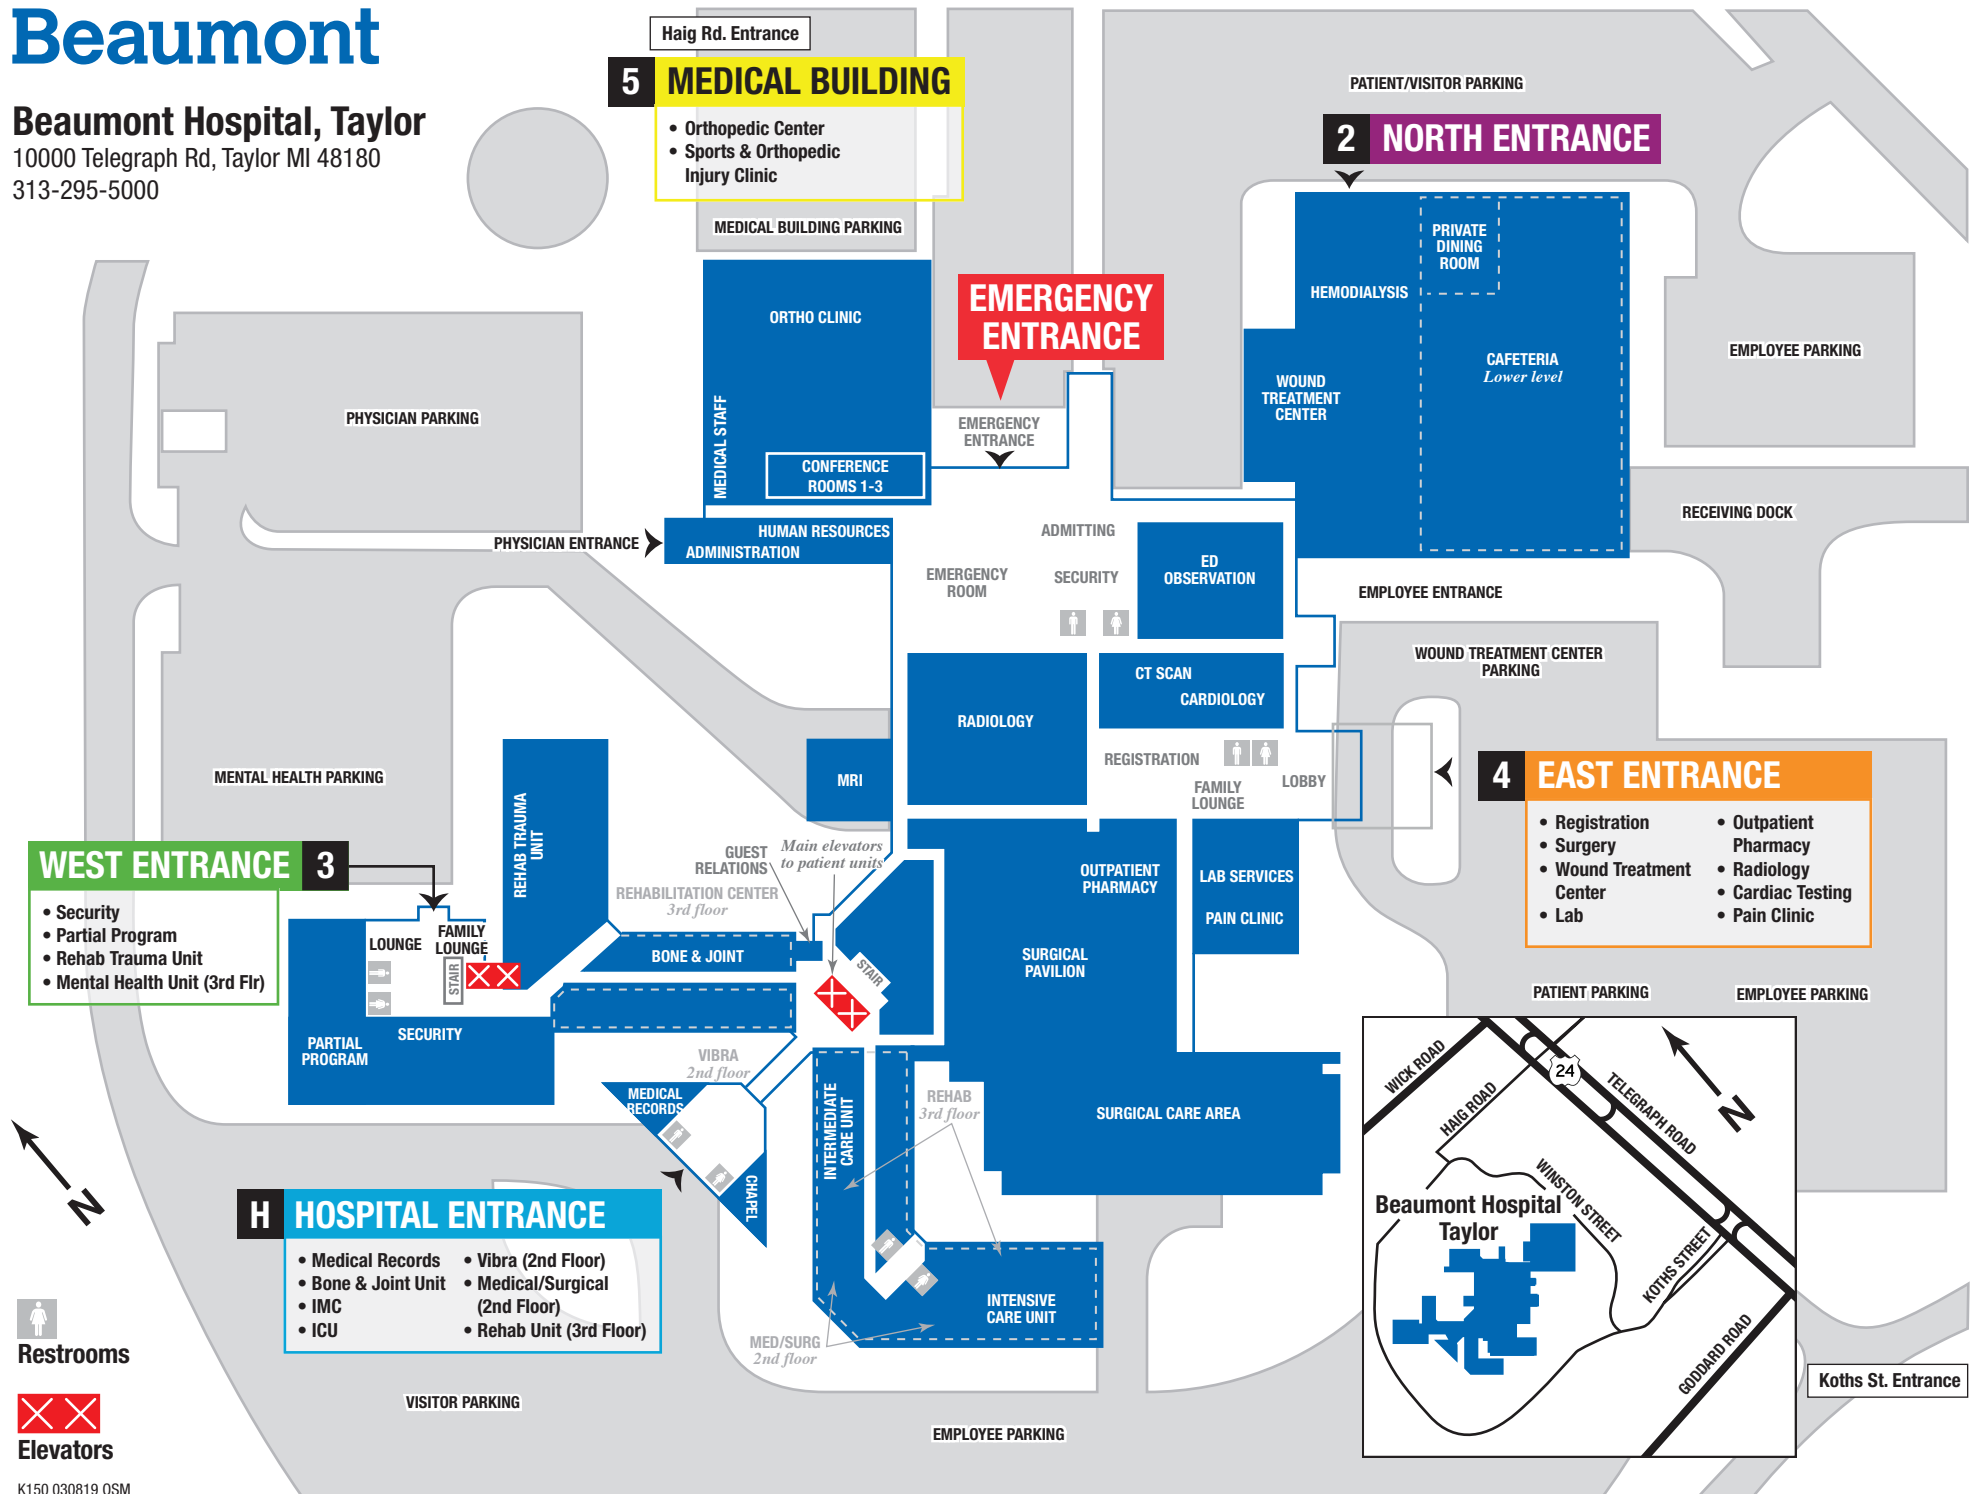 Beaumont
Beaumont Hospital, Taylor
10000 Telegraph Rd, Taylor MI 48180
313-295-5000
Haig Rd. Entrance
5 MEDICAL BUILDING
• Orthopedic Center
• Sports & Orthopedic
Injury Clinic
MEDICAL BUILDING PARKING
PATIENT/VISITOR PARKING
2 NORTH ENTRANCE
PRIVATE
DINING
ROOM
HEMODIALYSIS
CAFETERIA
Lower level
WOUND
TREATMENT
CENTER
EMPLOYEE PARKING
RECEIVING DOCK
EMERGENCY
ENTRANCE
EMERGENCY
ENTRANCE
ORTHO CLINIC
MEDICAL STAFF
CONFERENCE
ROOMS 1-3
PHYSICIAN PARKING
PHYSICIAN ENTRANCE
HUMAN RESOURCES
ADMINISTRATION
ADMITTING
EMERGENCY
ROOM
SECURITY
ED
OBSERVATION
EMPLOYEE ENTRANCE
WOUND TREATMENT CENTER
PARKING
CT SCAN
CARDIOLOGY
RADIOLOGY
REGISTRATION
FAMILY
LOUNGE
LOBBY
MRI
MENTAL HEALTH PARKING
4 EAST ENTRANCE
• Registration
• Surgery
• Wound Treatment
Center
• Lab
• Outpatient
Pharmacy
• Radiology
• Cardiac Testing
• Pain Clinic
REHAB TRAUMA
UNIT
WEST ENTRANCE 3
• Security
• Partial Program
• Rehab Trauma Unit
• Mental Health Unit (3rd Flr)
GUEST
RELATIONS
Main elevators
to patient units
REHABILITATION CENTER
3rd floor
OUTPATIENT
PHARMACY
LAB SERVICES
PAIN CLINIC
LOUNGE
FAMILY
LOUNGE
STAIR
BONE & JOINT
STAIR
SURGICAL
PAVILION
PATIENT PARKING
EMPLOYEE PARKING
PARTIAL
PROGRAM
SECURITY
VIBRA
2nd floor
MEDICAL
RECORDS
CHAPEL
INTERMEDIATE
CARE UNIT
REHAB
3rd floor
SURGICAL CARE AREA
N
H HOSPITAL ENTRANCE
• Medical Records
• Bone & Joint Unit
• IMC
• ICU
• Vibra (2nd Floor)
• Medical/Surgical
(2nd Floor)
• Rehab Unit (3rd Floor)
INTENSIVE
CARE UNIT
MED/SURG
2nd floor
WICK ROAD
HAIG ROAD
24
TELEGRAPH ROAD
N
WINSTON STREET
Beaumont Hospital
Taylor
KOTHS STREET
GODDARD ROAD
Koths St. Entrance
Restrooms
Elevators
VISITOR PARKING
EMPLOYEE PARKING
K150 030819 OSM